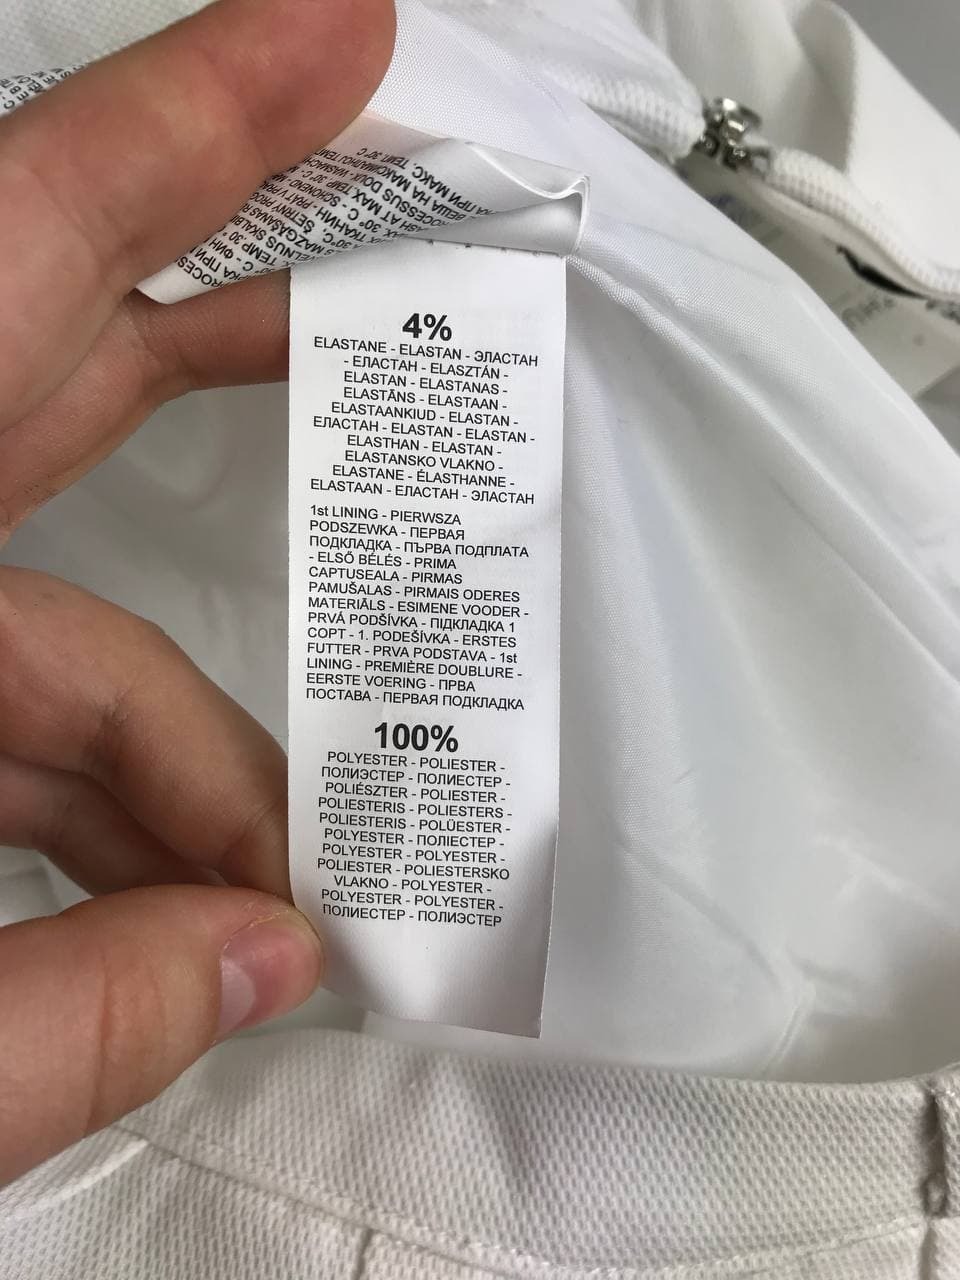 4%
ELASTANE - ELASTAN - ЭЛАСТАН
- ЕЛАСТАН - ELASZTÁN -
ELASTAN - ELASTANAS -
ELASTĀNS - ELASTAAN -
ELASTAANKIUD - ELASTAN -
ЕЛАСТАН - ELASTAN - ELASTAN -
ELASTHAN - ELASTAN -
ELASTANSKO VLAKNO -
ELASTANE - ÉLASTHANNE -
ELASTAAN - ЕЛАСТАН - ЭЛАСТАН
1st LINING - PIERWSZA
PODSZEWKA - ПЕРВАЯ
ПОДКЛАДКА - ПЪРВА ПОДПЛАТА
- ELSŐ BÉLÉS - PRIMA
CAPTUSEALA - PIRMAS
PAMUŠALAS - PIRMAIS ODERES
MATERIĀLS - ESIMENE VOODER -
PRVÁ PODŠÍVKA - ПІДКЛАДКА 1
СОРТ - 1. PODEŠÍVKA - ERSTES
FUTTER - PRVA PODSTAVA - 1st
LINING - PREMIÈRE DOUBLURE -
EERSTE VOERING - ПРВА
ПОСТАВА - ПЕРВАЯ ПОДКЛАДКА
100%
POLYESTER - POLIESTER -
ПОЛИЭСТЕР - ПОЛИЕСТЕР -
POLIÉSZTER - POLIESTER -
POLIESTERIS - POLIESTERS -
POLIESTERIS - POLÜESTER -
POLYESTER - ПОЛІЕСТЕР -
POLYESTER - POLYESTER -
POLIESTER - POLIESTERSKO
VLAKNO - POLYESTER -
POLYESTER - POLYESTER -
ПОЛИЕСТЕР - ПОЛИЭСТЕР